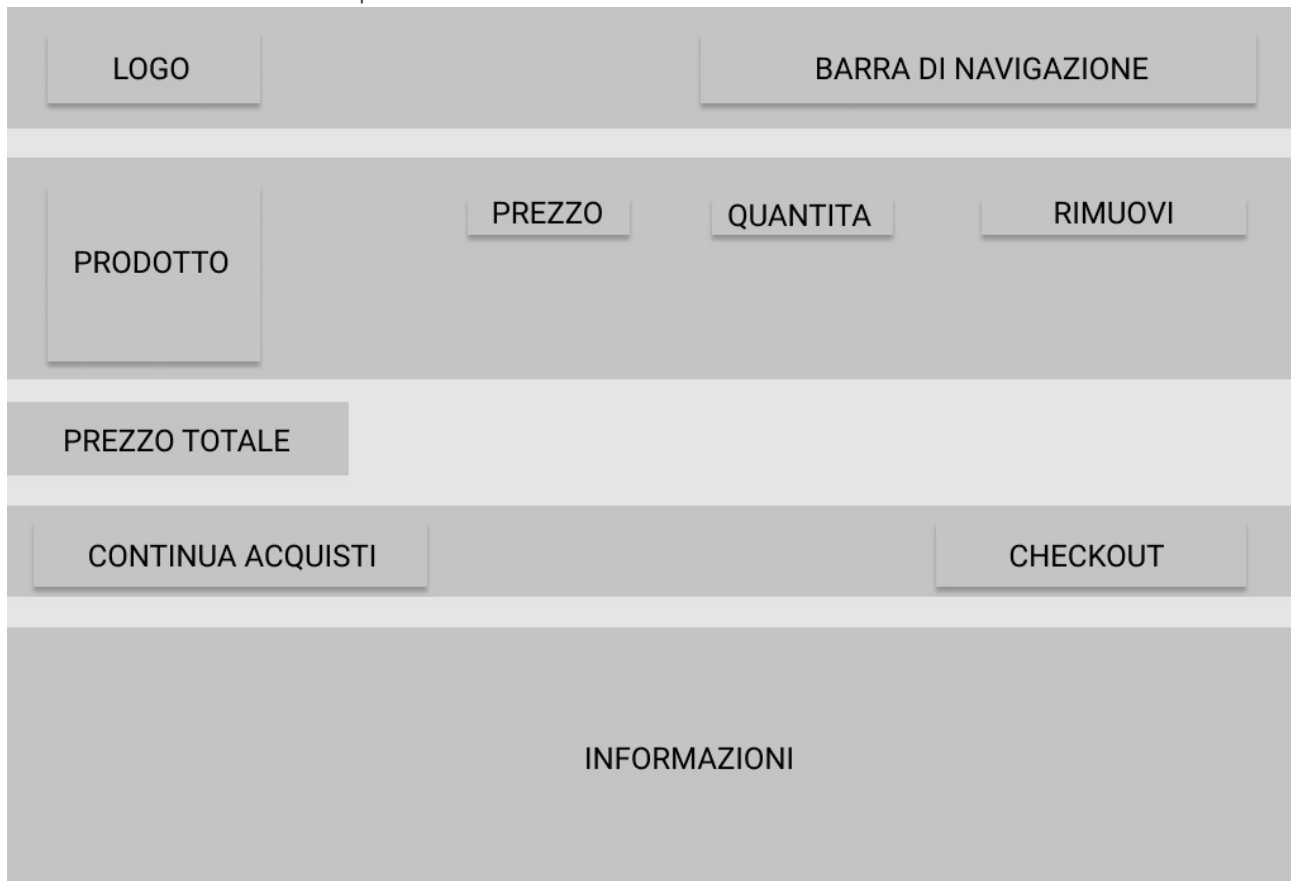 LOGO
BARRA DI NAVIGAZIONE
PREZZO
QUANTITA
RIMUOVI
PRODOTTO
PREZZO TOTALE
CONTINUA ACQUISTI
CHECKOUT
INFORMAZIONI